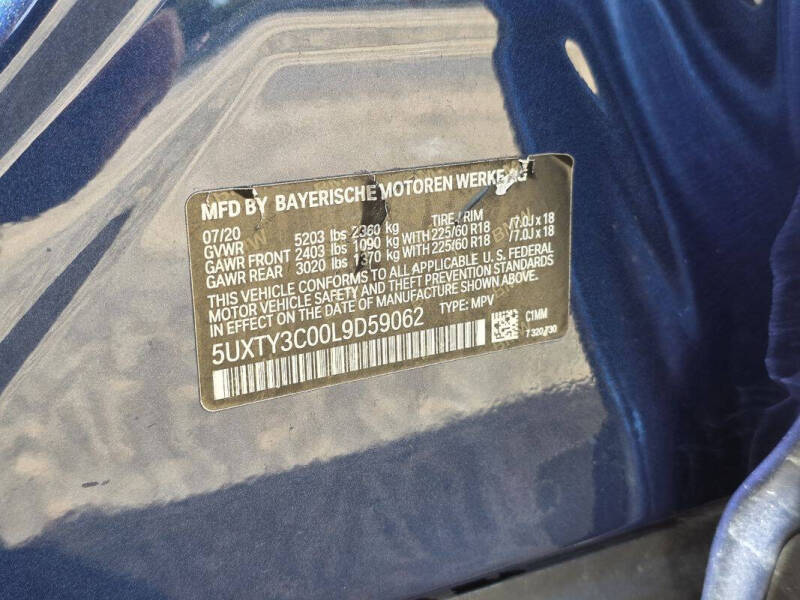 MFD BY BAYERISCHE MOTOREN WERKE AG
07/20 TIRE / RIM
GVWR 5203 lbs 2360 kg
GAWR FRONT 2403 lbs 1090 kg WITH 225/60 R18 /7.0J x 18
GAWR REAR 3020 lbs 1370 kg WITH 225/60 R18 /7.0J x 18
THIS VEHICLE CONFORMS TO ALL APPLICABLE U. S. FEDERAL
MOTOR VEHICLE SAFETY AND THEFT PREVENTION STANDARDS
IN EFFECT ON THE DATE OF MANUFACTURE SHOWN ABOVE.
5UXTY3C00L9D59062 TYPE: MPV
C1MM
BMW